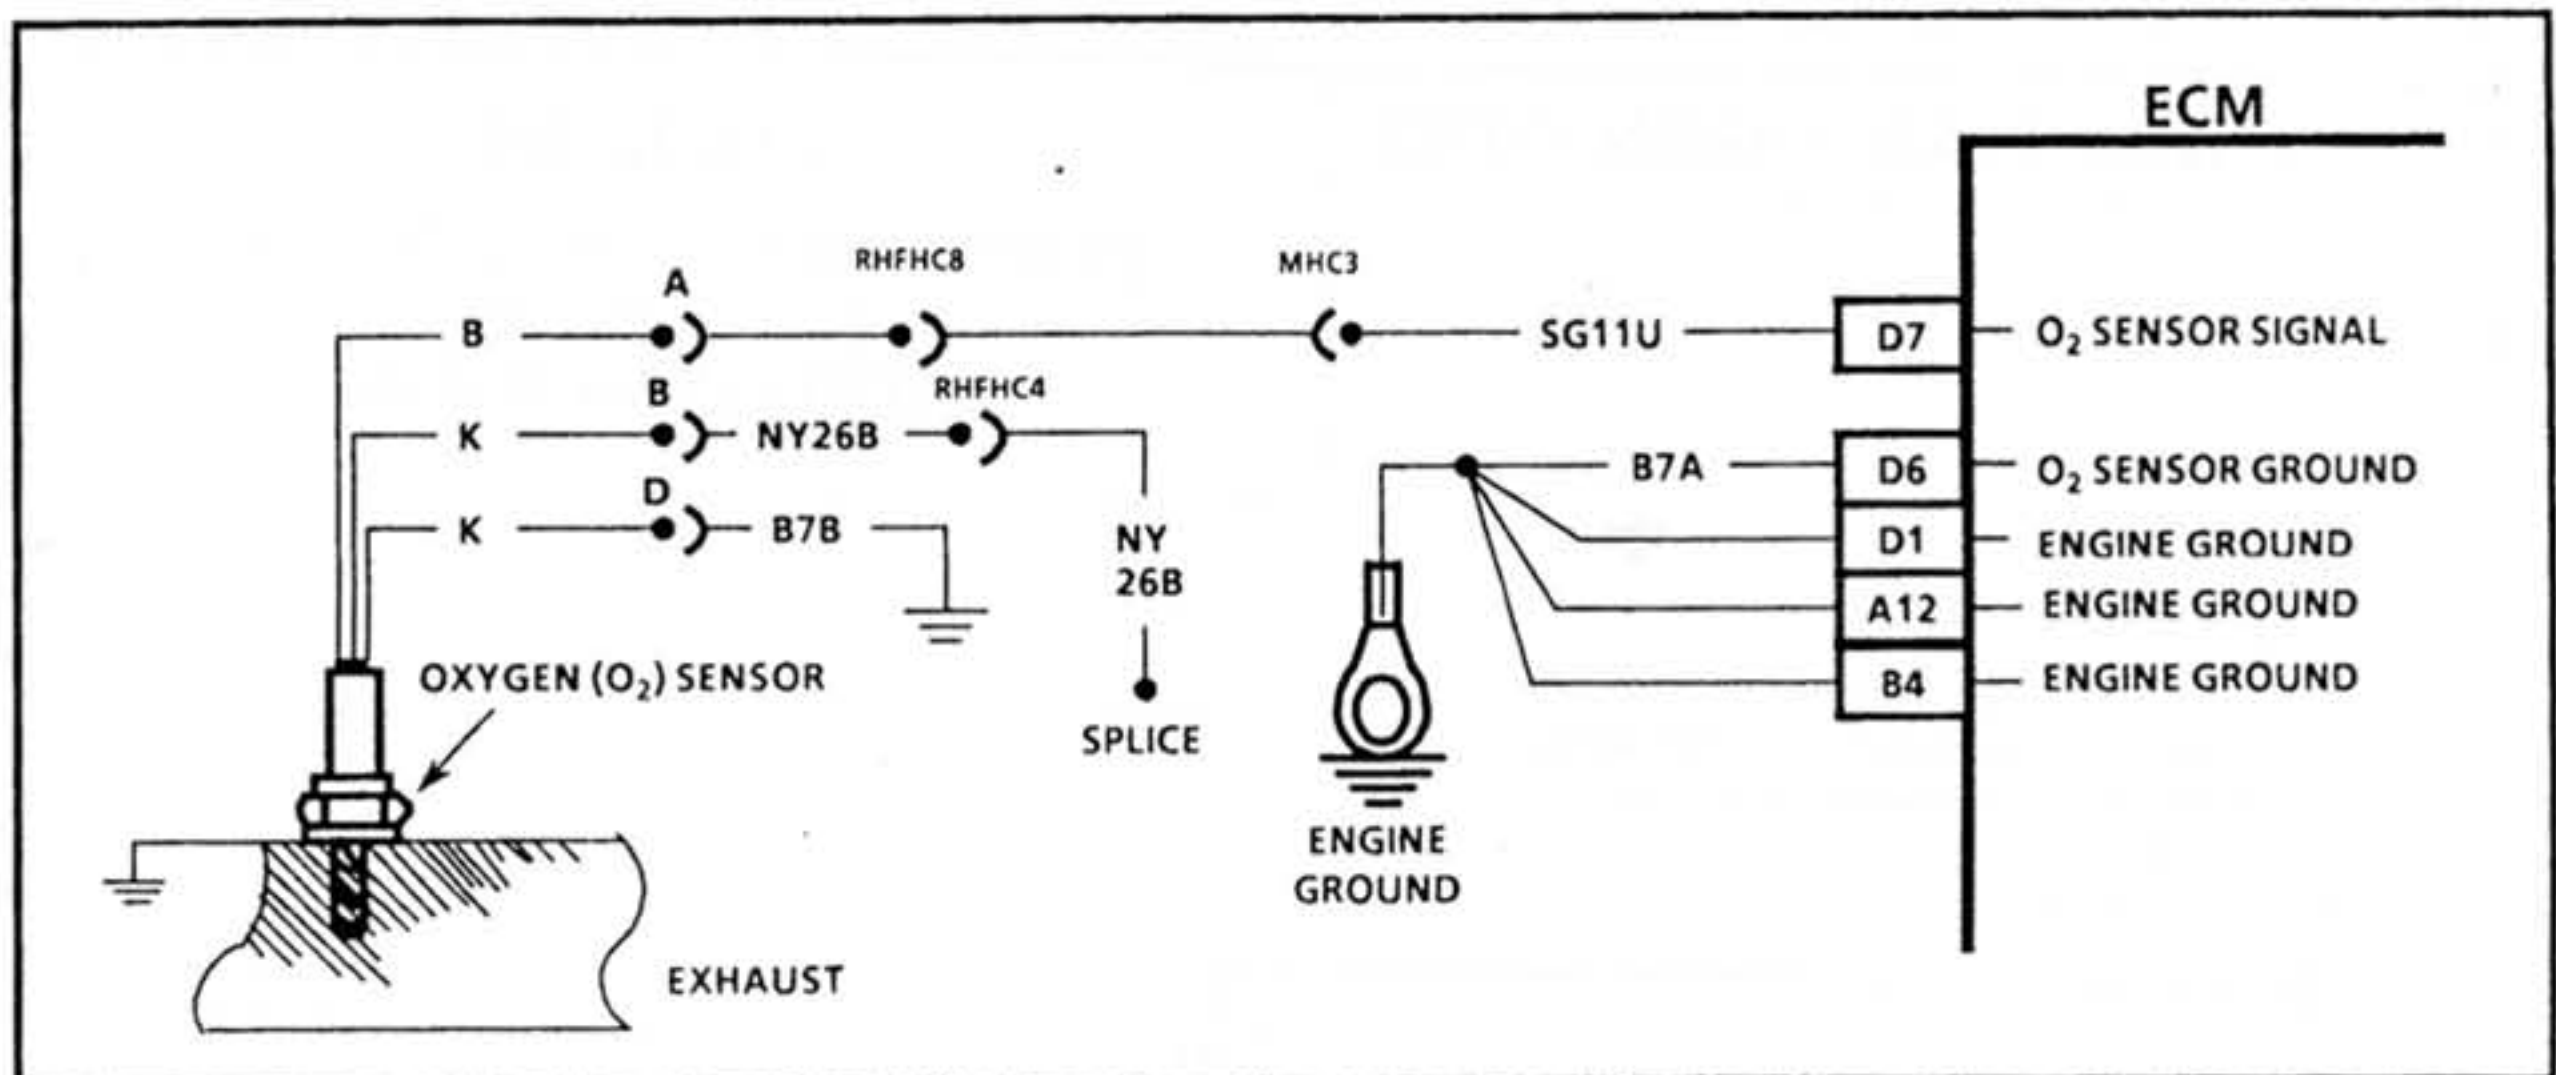 ECM
RHFHC8
MHC3
A
B
SG11U
D7
O₂ SENSOR SIGNAL
B
RHFHC4
K
NY26B
B7A
D6
O₂ SENSOR GROUND
D
K
B7B
NY
26B
D1
ENGINE GROUND
A12
ENGINE GROUND
B4
ENGINE GROUND
OXYGEN (O₂) SENSOR
SPLICE
ENGINE
GROUND
EXHAUST